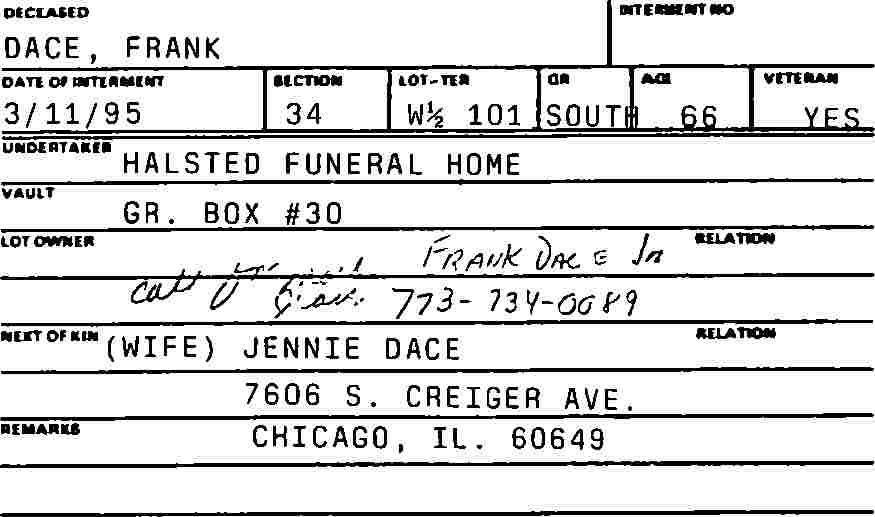 DECEASED INTERMENT NO
DACE, FRANK
DATE OF INTERMENT SECTION LOT-TER GR AGE VETERAN
3/11/95 34 W½ 101 SOUTH 66 YES
UNDERTAKER HALSTED FUNERAL HOME
VAULT GR. BOX #30
LOT OWNER FRANK DACE Jr RELATION
Call 773-734-0689
NEXT OF KIN (WIFE) JENNIE DACE RELATION
7606 S. CREIGER AVE.
REMARKS CHICAGO, IL. 60649